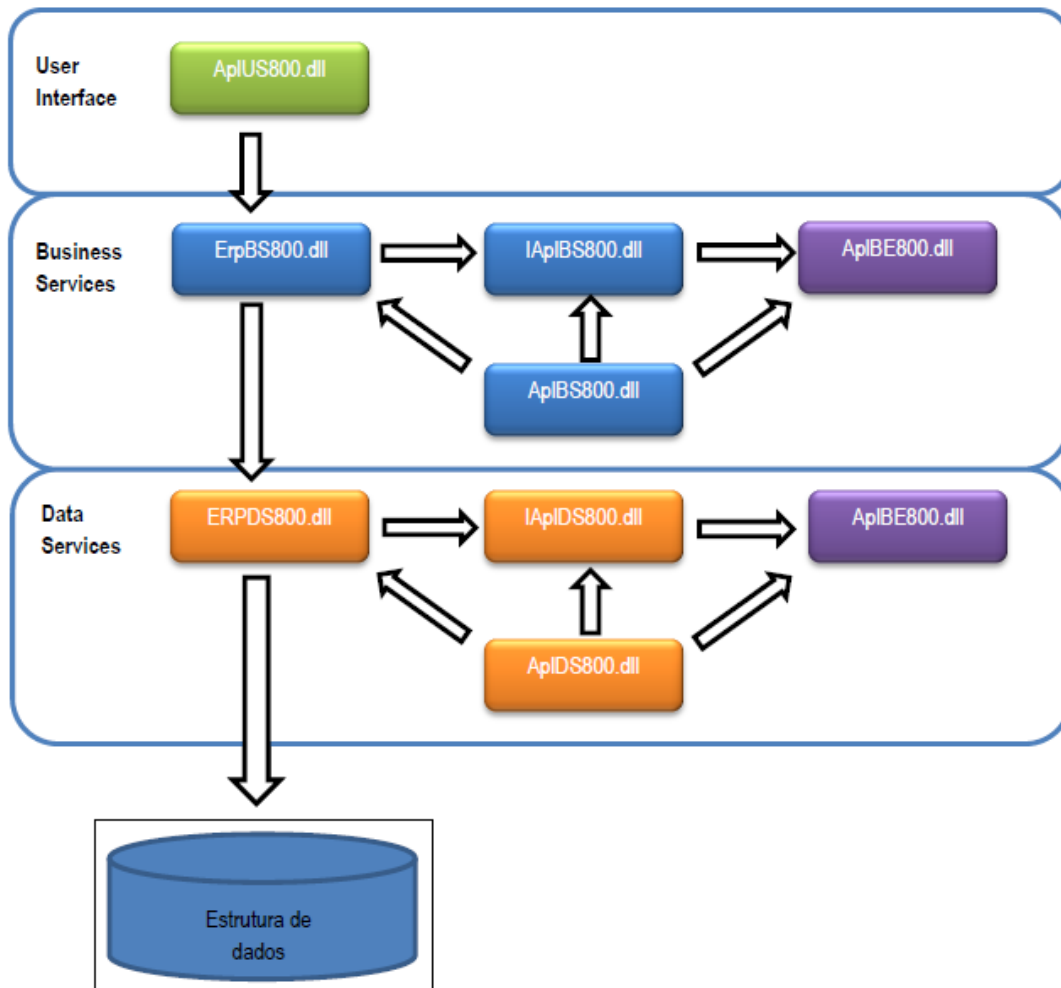 User
Interface
AplUS800.dll
Business
Services
ErpBS800.dll
IAplBS800.dll
AplBE800.dll
AplBS800.dll
Data
Services
ERPDS800.dll
IAplDS800.dll
AplBE800.dll
AplDS800.dll
Estrutura de
dados